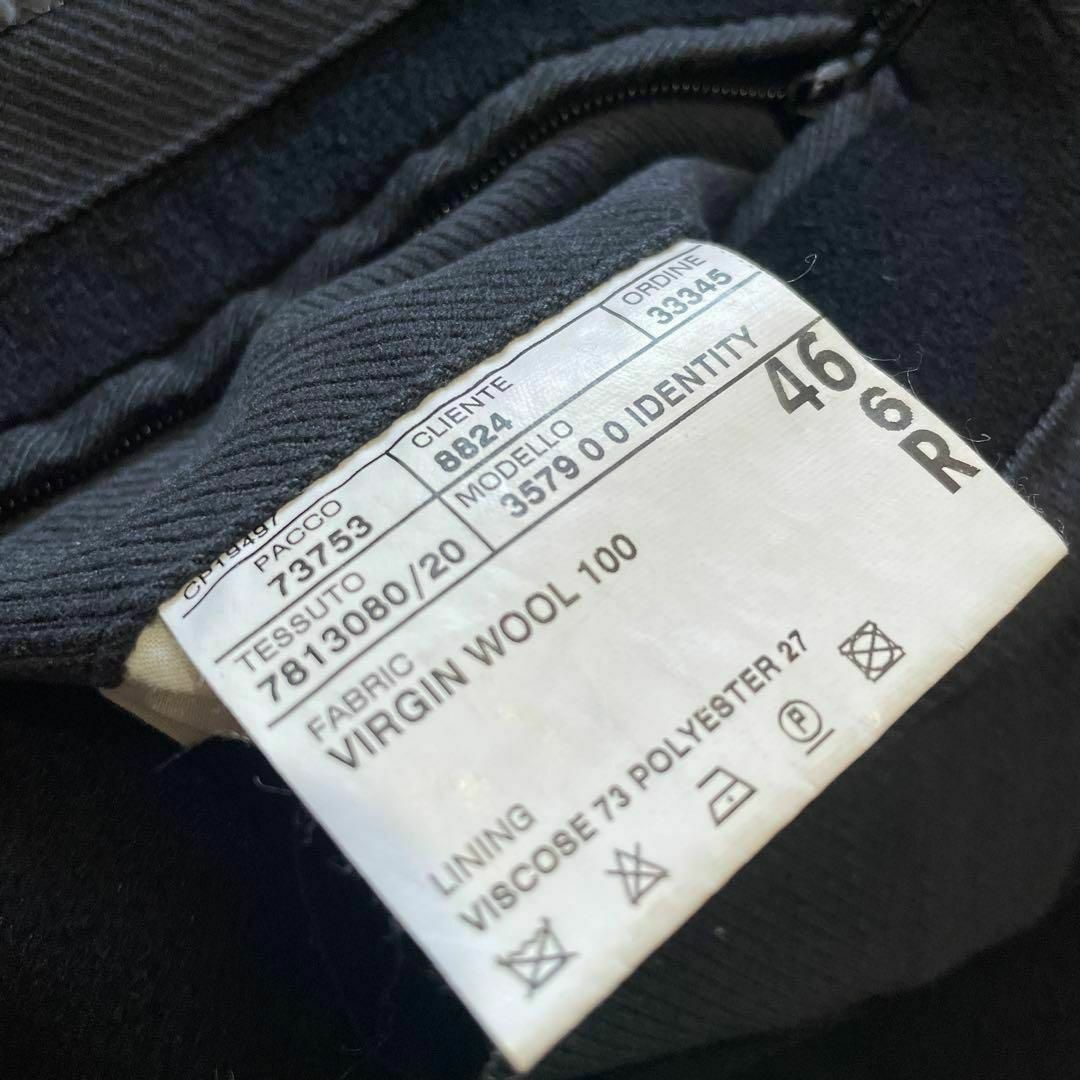 CP19497
PACCO
73753
CLIENTE
8824
ORDINE
33345
TESSUTO
7813080/20
MODELLO
3579 0 0 IDENTITY
46
6
R
FABRIC
VIRGIN WOOL 100
LINING
VISCOSE 73 POLYESTER 27
P